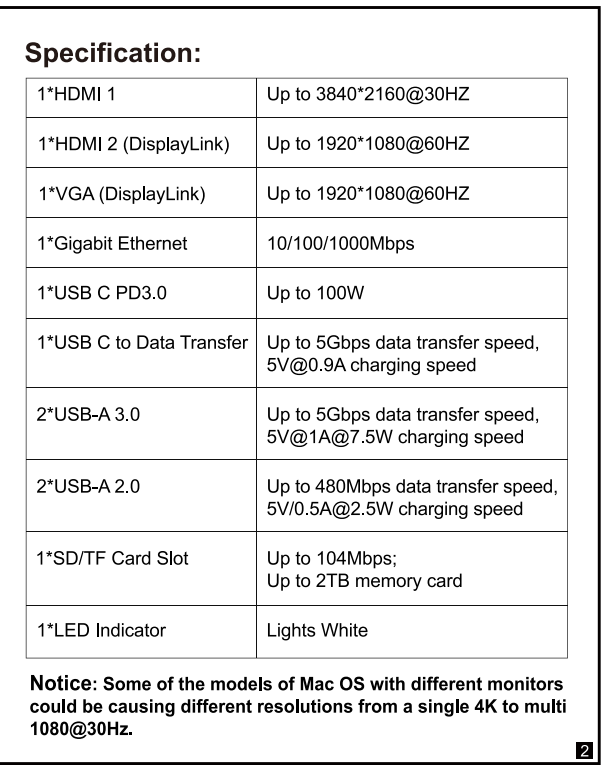 Specification:
1*HDMI 1
Up to 3840*2160@30HZ
1*HDMI 2 (DisplayLink)
Up to 1920*1080@60HZ
1*VGA (DisplayLink)
Up to 1920*1080@60HZ
1*Gigabit Ethernet
10/100/1000Mbps
1*USB C PD3.0
Up to 100W
1*USB C to Data Transfer
Up to 5Gbps data transfer speed,
5V@0.9A charging speed
2*USB-A 3.0
Up to 5Gbps data transfer speed,
5V@1A@7.5W charging speed
2*USB-A 2.0
Up to 480Mbps data transfer speed,
5V/0.5A@2.5W charging speed
1*SD/TF Card Slot
Up to 104Mbps;
Up to 2TB memory card
1*LED Indicator
Lights White
Notice: Some of the models of Mac OS with different monitors
could be causing different resolutions from a single 4K to multi
1080@30Hz.
2